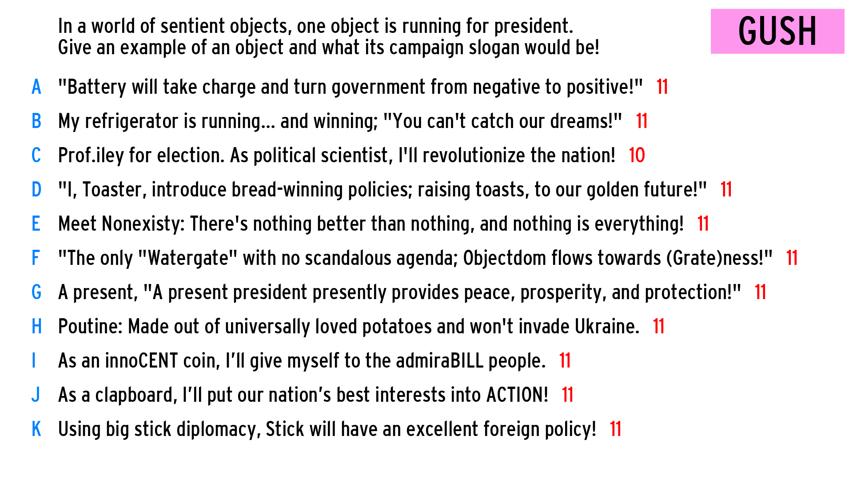 In a world of sentient objects, one object is running for president.
Give an example of an object and what its campaign slogan would be!
GUSH
A "Battery will take charge and turn government from negative to positive!" 11
B My refrigerator is running... and winning; "You can't catch our dreams!" 11
C Prof.iley for election. As political scientist, I'll revolutionize the nation! 10
D "I, Toaster, introduce bread-winning policies; raising toasts, to our golden future!" 11
E Meet Nonexisty: There's nothing better than nothing, and nothing is everything! 11
F "The only "Watergate" with no scandalous agenda; Objectdom flows towards (Grate)ness!" 11
G A present, "A present president presently provides peace, prosperity, and protection!" 11
H Poutine: Made out of universally loved potatoes and won't invade Ukraine. 11
I As an innoCENT coin, I’ll give myself to the admiraBILL people. 11
J As a clapboard, I’ll put our nation’s best interests into ACTION! 11
K Using big stick diplomacy, Stick will have an excellent foreign policy! 11